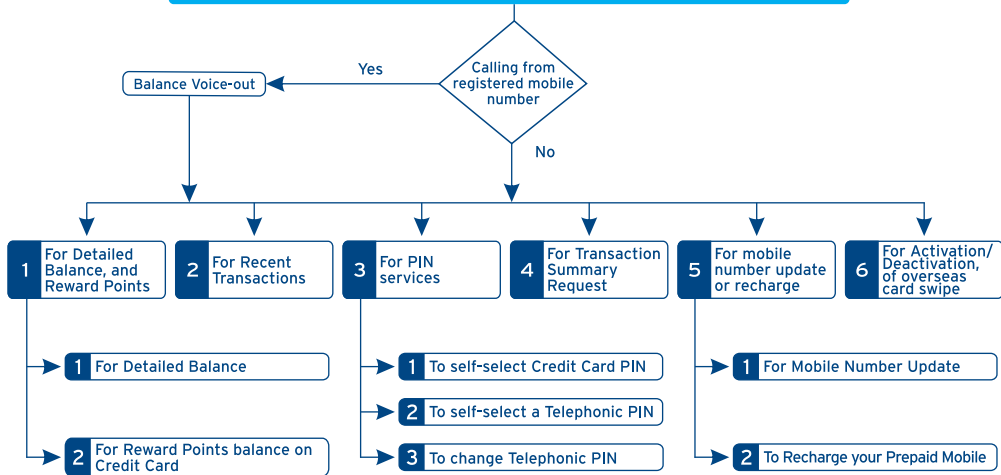 Calling from
registered mobile
number
Yes
Balance Voice-out
No
1 For Detailed
Balance, and
Reward Points
2 For Recent
Transactions
3 For PIN
services
4 For Transaction
Summary
Request
5 For mobile
number update
or recharge
6 For Activation/
Deactivation,
of overseas
card swipe
1 For Detailed Balance
2 For Reward Points balance on
Credit Card
1 To self-select Credit Card PIN
2 To self-select a Telephonic PIN
3 To change Telephonic PIN
1 For Mobile Number Update
2 To Recharge your Prepaid Mobile